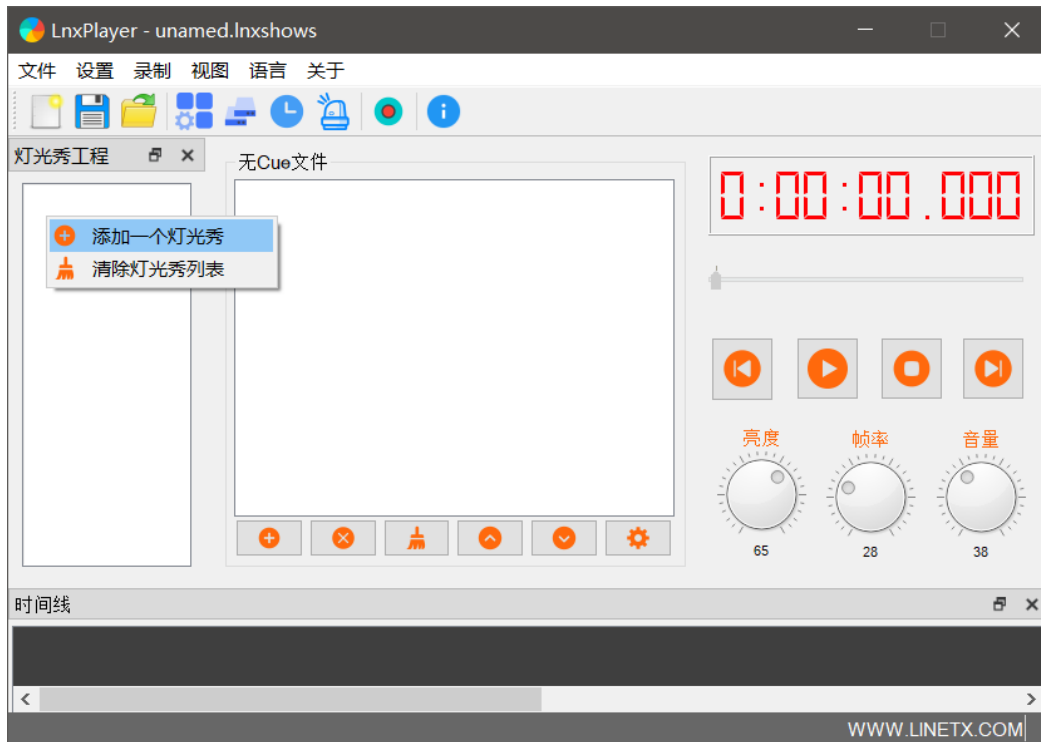 LnxPlayer - unamed.lnxshows
文件 设置 录制 视图 语言 关于
灯光秀工程
无Cue文件
0:00:00.000
添加一个灯光秀
清除灯光秀列表
亮度 帧率 音量
65 28 38
时间线
WWW.LINETX.COM